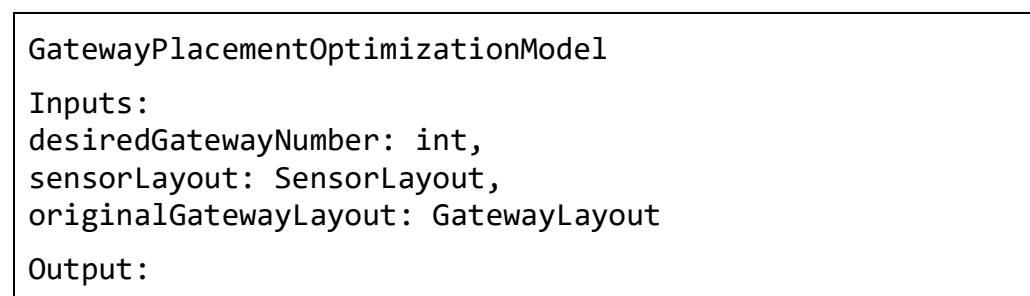 GatewayPlacementOptimizationModel
Inputs:
desiredGatewayNumber: int,
sensorLayout: SensorLayout,
originalGatewayLayout: GatewayLayout
Output: